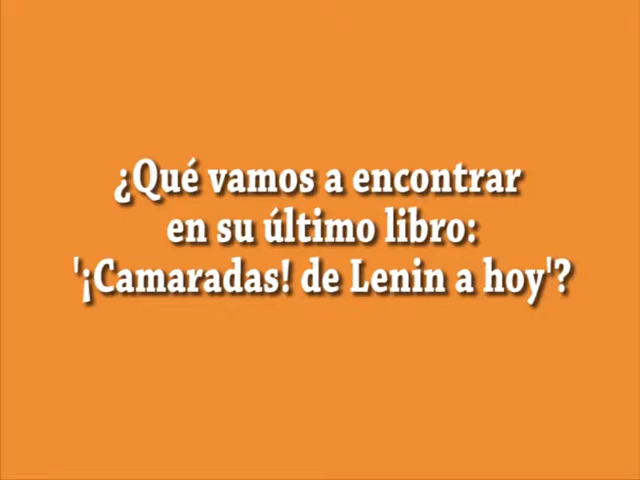 ¿Qué vamos a encontrar
en su último libro:
'¡Camaradas! de Lenin a hoy'?